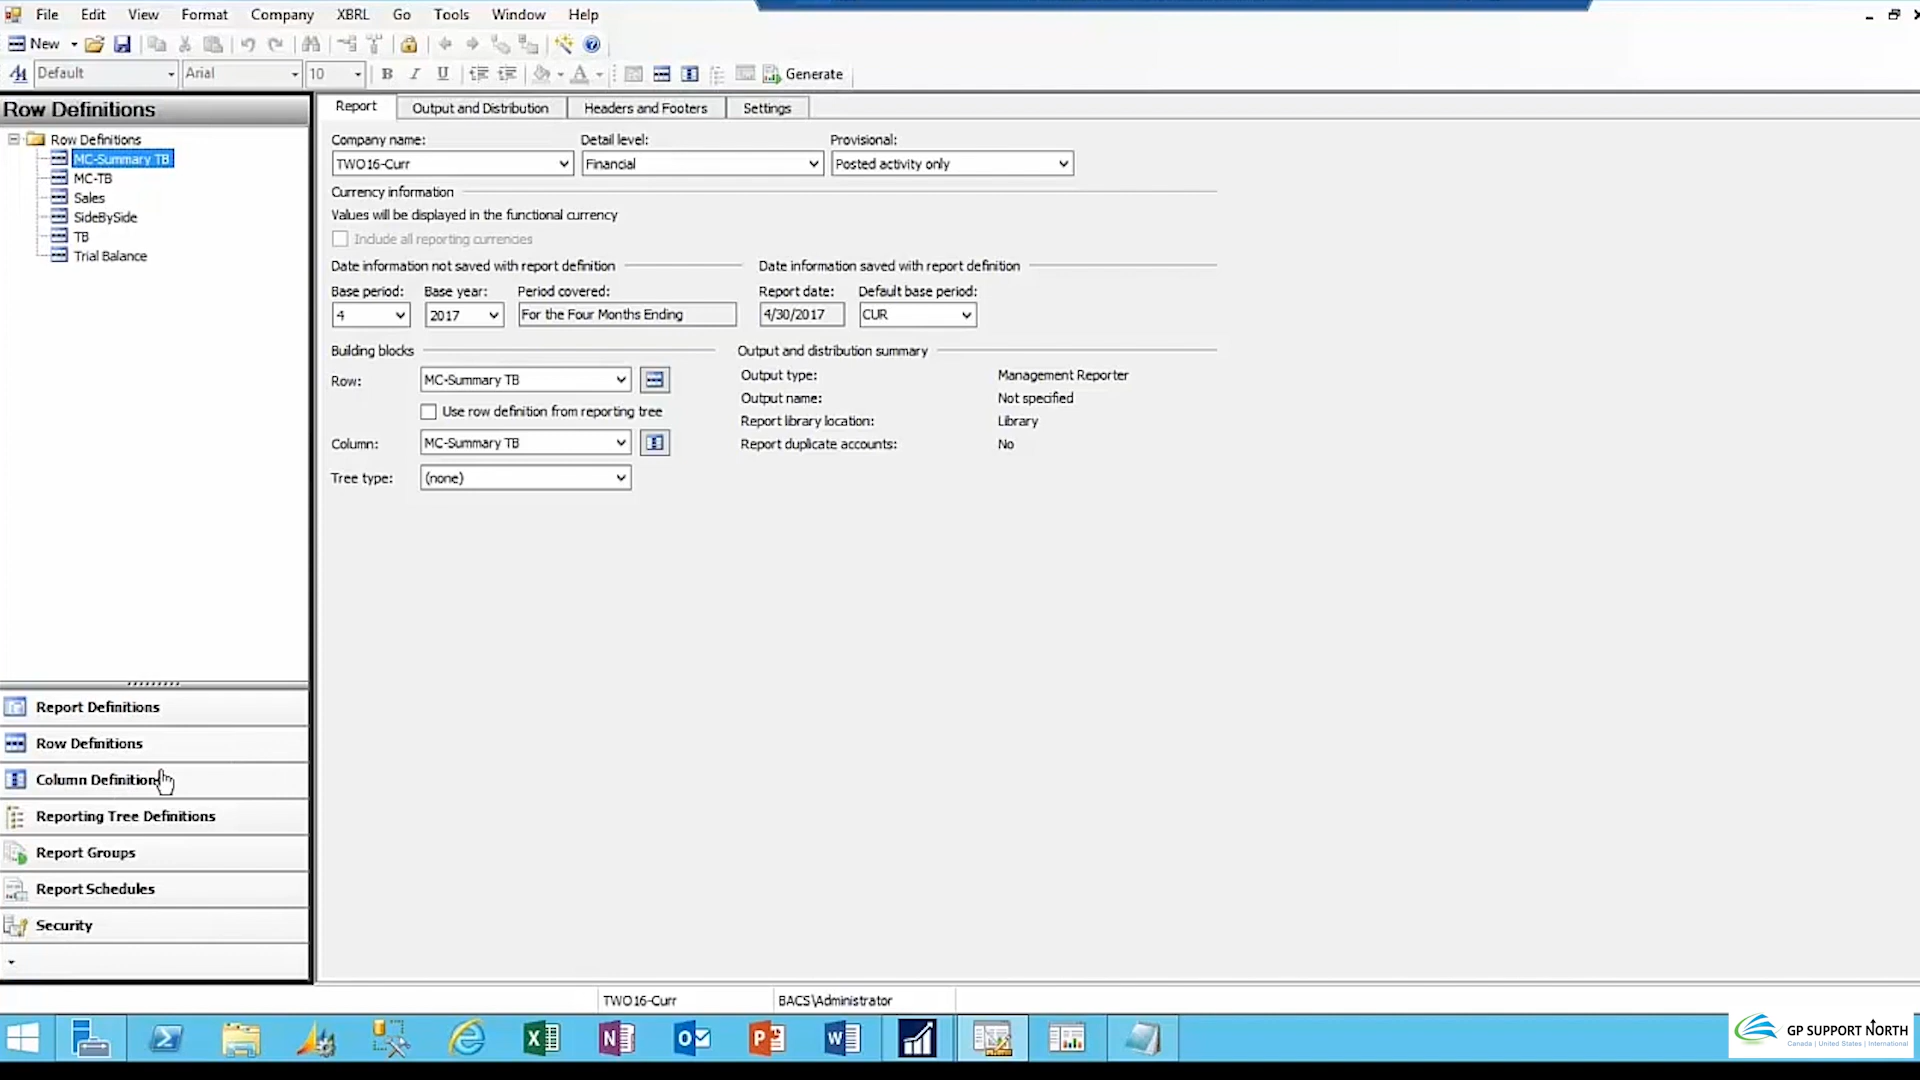 File Edit View Format Company XBRL Go Tools Window Help
New
Default Arial 10 B I U A Generate
Row Definitions
Row Definitions
MC-Summary TB
MC-TB
Sales
SideBySide
TB
Trial Balance
Report Definitions
Row Definitions
Column Definition
Reporting Tree Definitions
Report Groups
Report Schedules
Security
Report Output and Distribution Headers and Footers Settings
Company name: Detail level: Provisional:
TWO16-Curr Financial Posted activity only
Currency information
Values will be displayed in the functional currency
Include all reporting currencies
Date information not saved with report definition Date information saved with report definition
Base period: Base year: Period covered: Report date: Default base period:
4 2017 For the Four Months Ending 4/30/2017 CUR
Building blocks Output and distribution summary
Row: MC-Summary TB Output type: Management Reporter
Output name: Not specified
Use row definition from reporting tree
Report library location: Library
Column: MC-Summary TB Report duplicate accounts: No
Tree type: (none)
TWO16-Curr BACS\Administrator
GP SUPPORT NORTH
Canada | United States | International